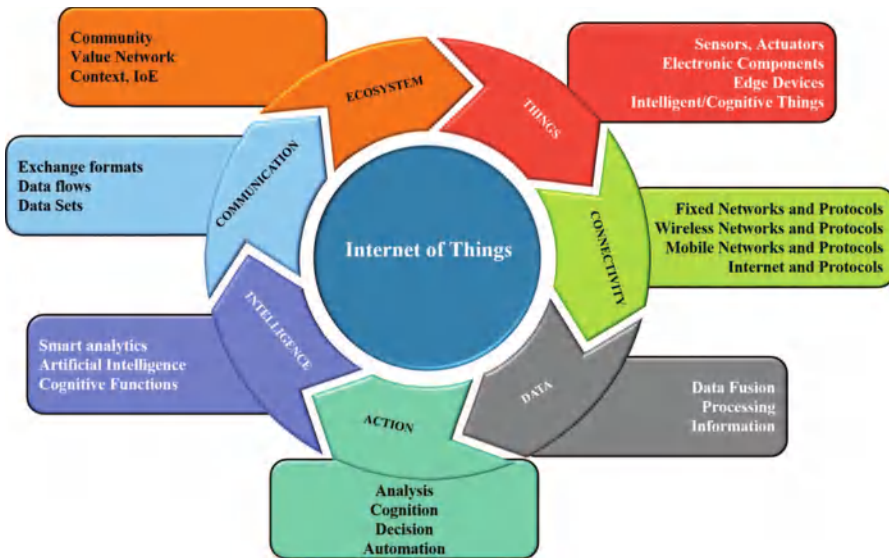 Community
Value Network
Context, IoE
ECOSYSTEM
Sensors, Actuators
Electronic Components
Edge Devices
Intelligent/Cognitive Things
THINGS
Fixed Networks and Protocols
Wireless Networks and Protocols
Mobile Networks and Protocols
Internet and Protocols
CONNECTIVITY
Data Fusion
Processing
Information
DATA
ACTION
Analysis
Cognition
Decision
Automation
INTELLIGENCE
Smart analytics
Artificial Intelligence
Cognitive Functions
COMMUNICATION
Exchange formats
Data flows
Data Sets
Internet of Things